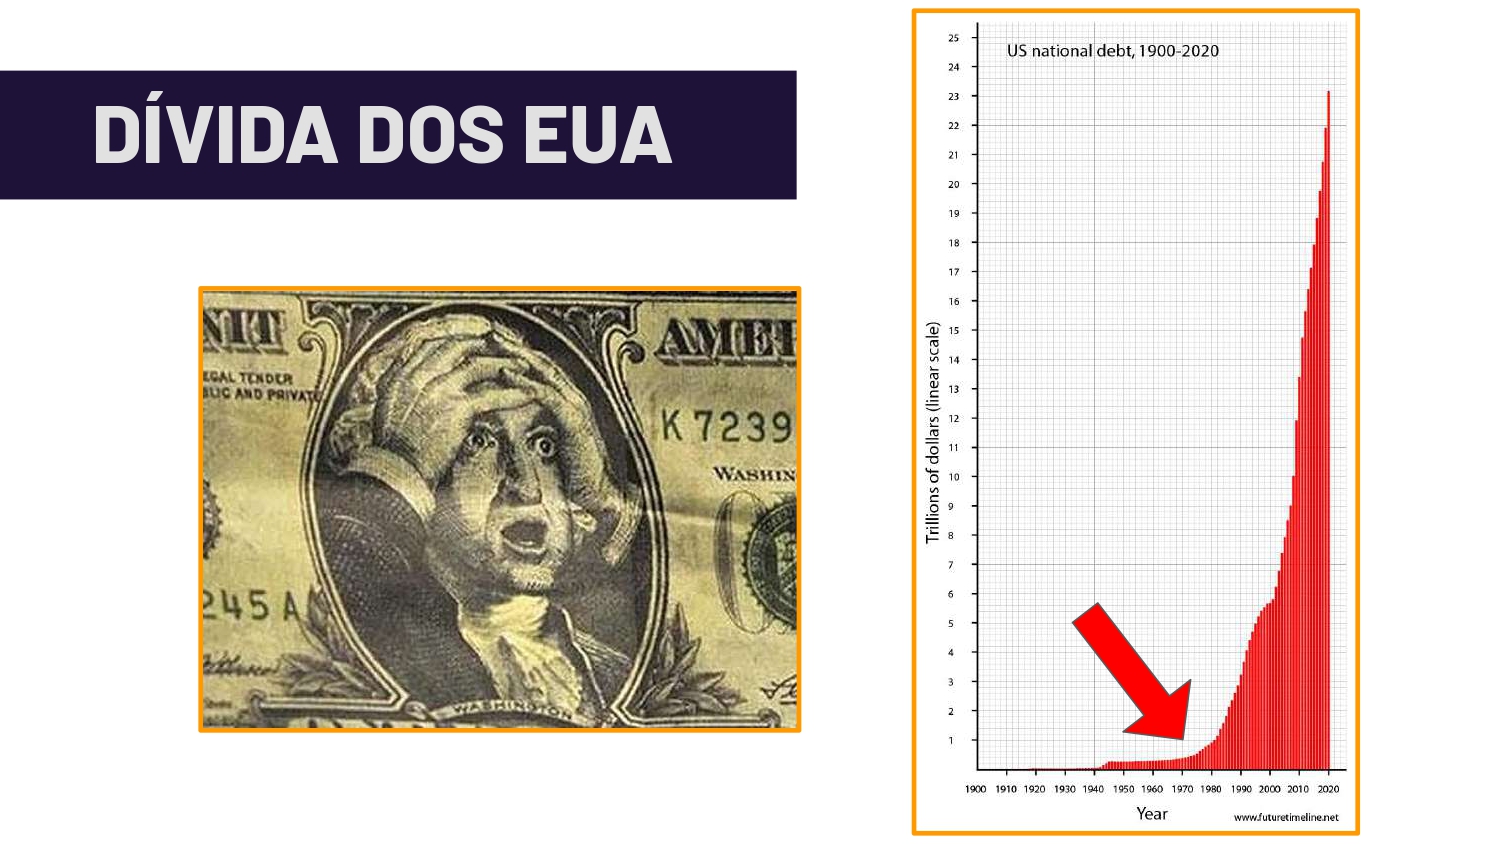 DÍVIDA DOS EUA
NIT
AMER
EGAL TENDER
BLIC AND PRIVATE
K 7239
WASHIN
245 A
WASHINGTON
US national debt, 1900-2020
Trillions of dollars (linear scale)
25
24
23
22
21
20
19
18
17
16
15
14
13
12
11
10
9
8
7
6
5
4
3
2
1
1900 1910 1920 1930 1940 1950 1960 1970 1980 1990 2000 2010 2020
Year
www.futuretimeline.net